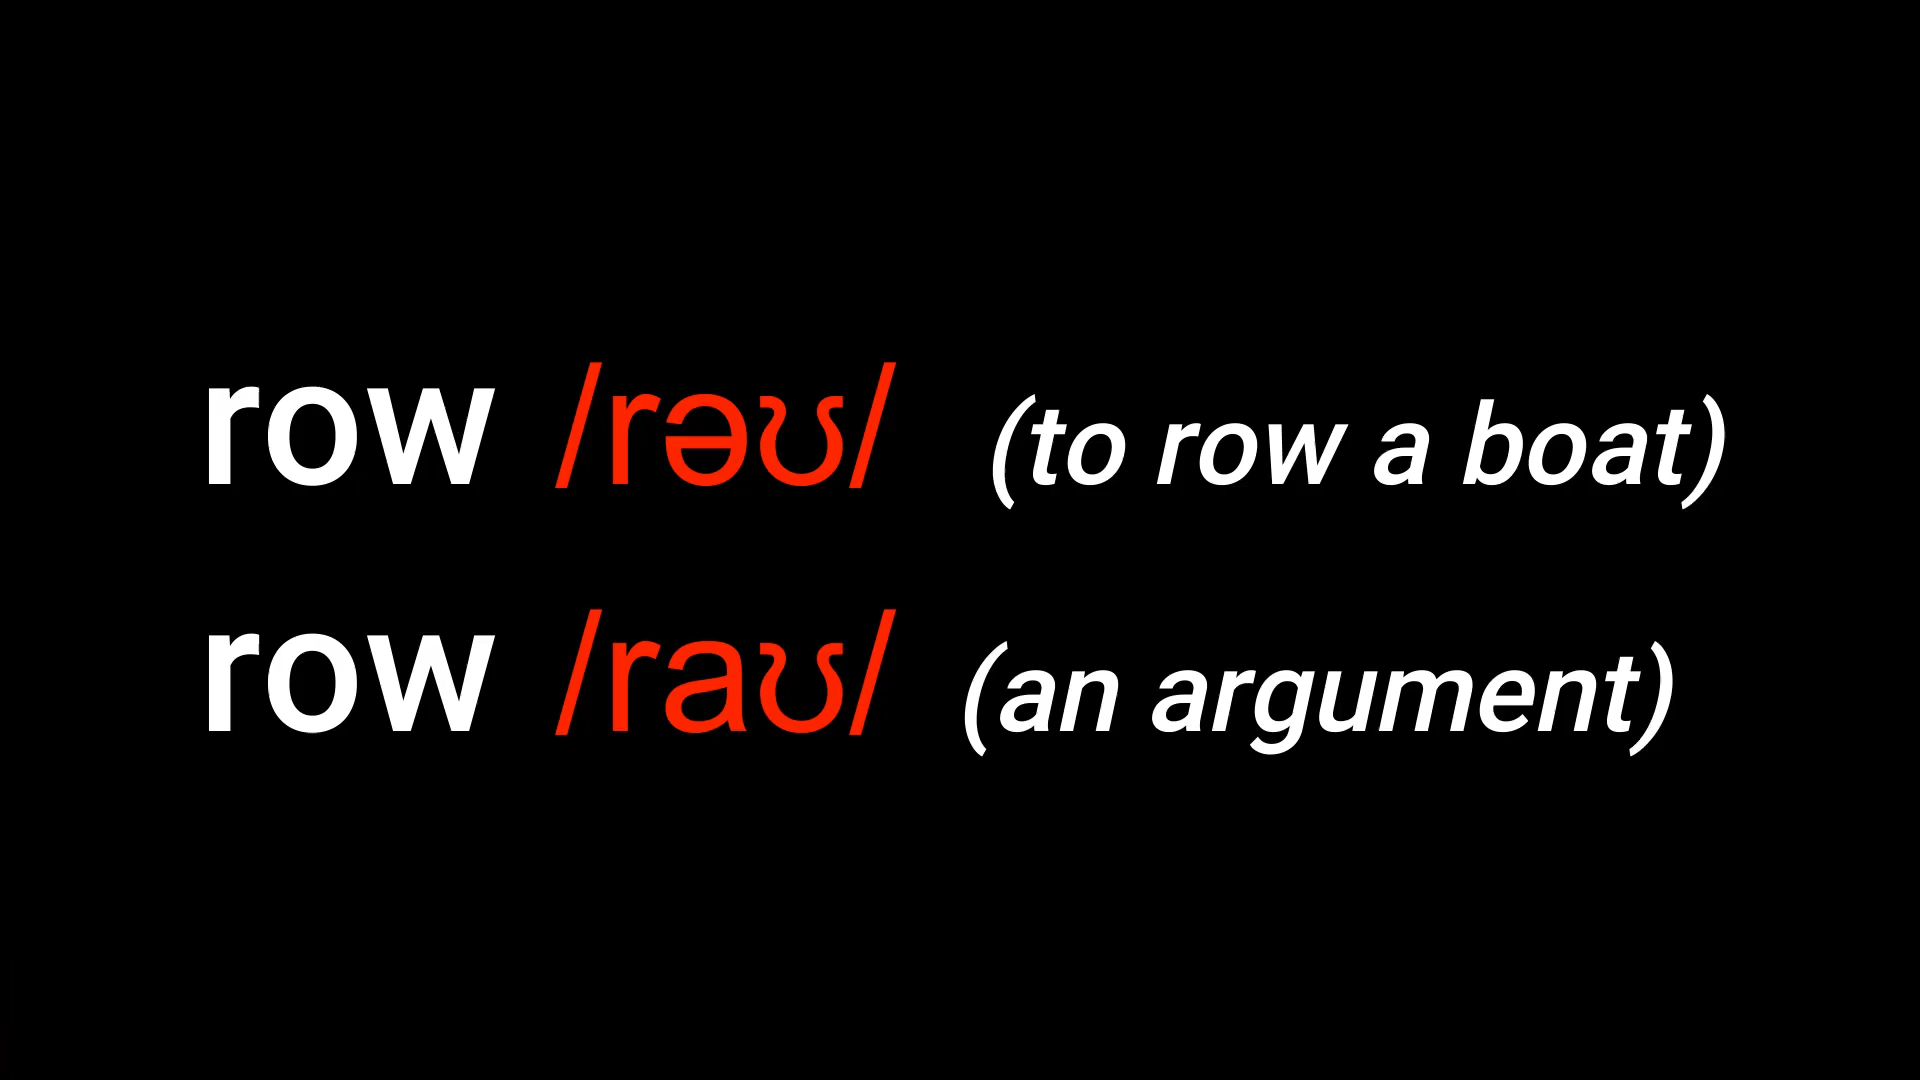 row /rəʊ/ (to row a boat)
row /raʊ/ (an argument)